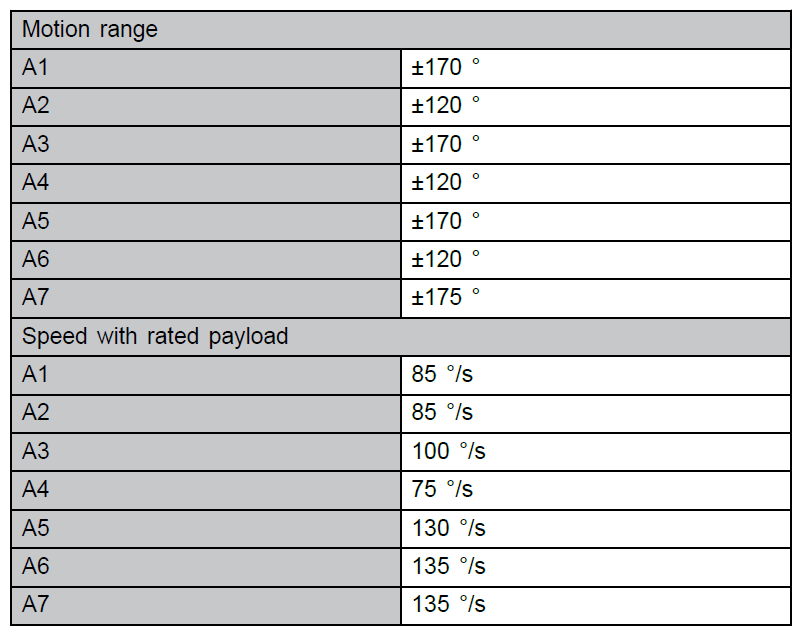 Motion range
A1 ±170 °
A2 ±120 °
A3 ±170 °
A4 ±120 °
A5 ±170 °
A6 ±120 °
A7 ±175 °
Speed with rated payload
A1 85 °/s
A2 85 °/s
A3 100 °/s
A4 75 °/s
A5 130 °/s
A6 135 °/s
A7 135 °/s